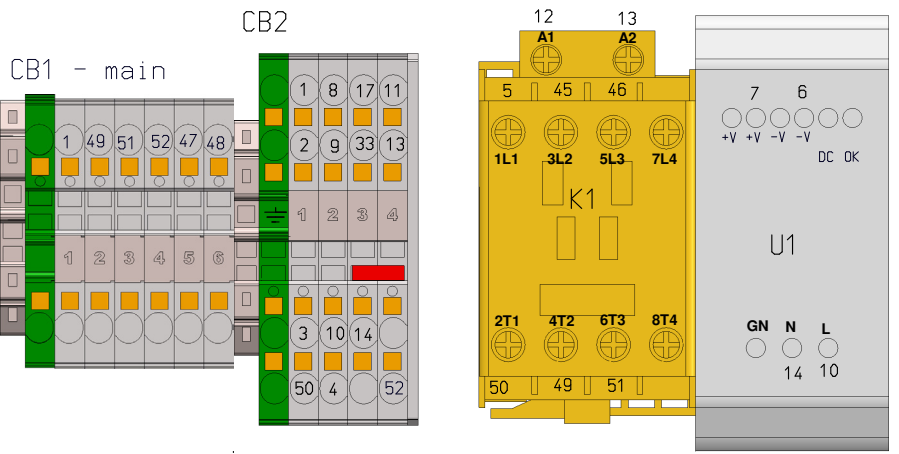 CB2
CB1 - main
1 8 17 11
2 9 33 13
1 2 3 4
3 10 14
50 4 52
1 49 51 52 47 48
1 2 3 4 5 6
12 13
A1 A2
5 45 46
1L1 3L2 5L3 7L4
K1
2T1 4T2 6T3 8T4
50 49 51
7 6
+V +V -V -V
DC OK
U1
GN N L
14 10